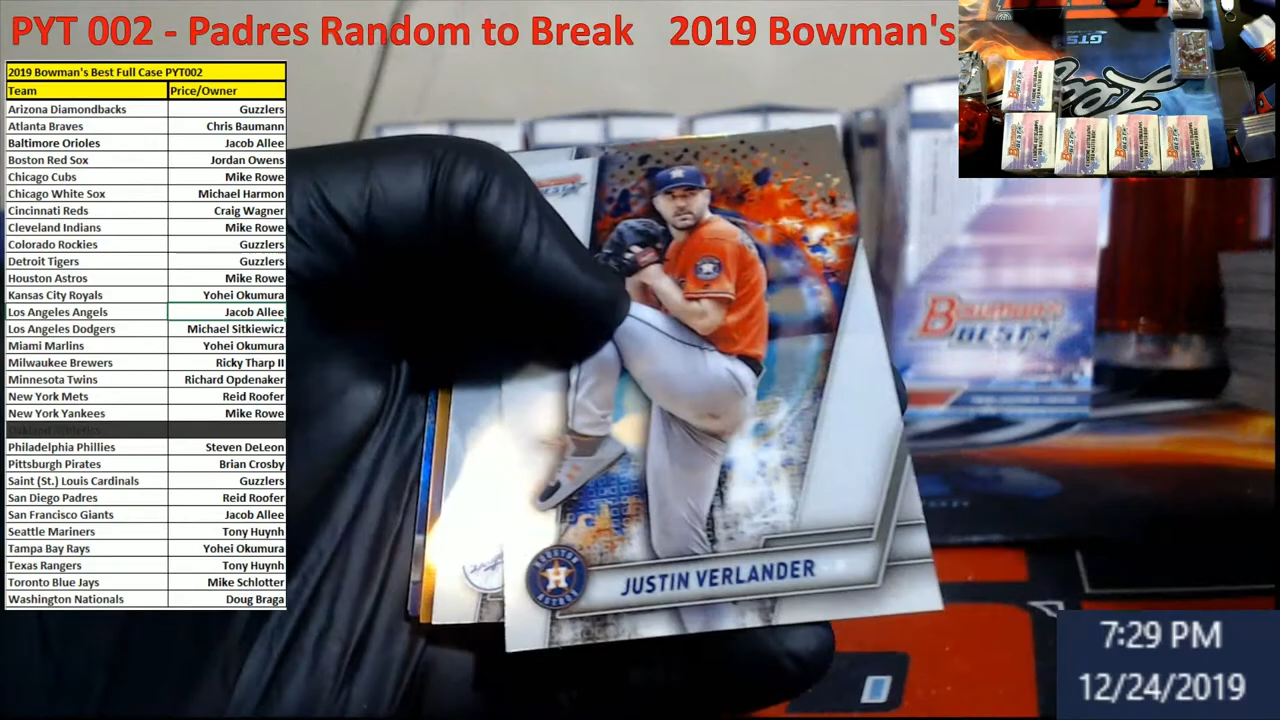 PYT 002 - Padres Random to Break 2019 Bowman's
2019 Bowman's Best Full Case PYT002
Team Price/Owner
Arizona Diamondbacks Guzzlers
Atlanta Braves Chris Baumann
Baltimore Orioles Jacob Allee
Boston Red Sox Jordan Owens
Chicago Cubs Mike Rowe
Chicago White Sox Michael Harmon
Cincinnati Reds Craig Wagner
Cleveland Indians Mike Rowe
Colorado Rockies Guzzlers
Detroit Tigers Guzzlers
Houston Astros Mike Rowe
Kansas City Royals Yohei Okumura
Los Angeles Angels Jacob Allee
Los Angeles Dodgers Michael Sitkiewicz
Miami Marlins Yohei Okumura
Milwaukee Brewers Ricky Tharp II
Minnesota Twins Richard Opdenaker
New York Mets Reid Roofer
New York Yankees Mike Rowe
Oakland Athletics
Philadelphia Phillies Steven DeLeon
Pittsburgh Pirates Brian Crosby
Saint (St.) Louis Cardinals Guzzlers
San Diego Padres Reid Roofer
San Francisco Giants Jacob Allee
Seattle Mariners Tony Huynh
Tampa Bay Rays Yohei Okumura
Texas Rangers Tony Huynh
Toronto Blue Jays Mike Schlotter
Washington Nationals Doug Braga
GTS
HOUSTON
ASTROS
JUSTIN VERLANDER
Bowman's
BEST
7:29 PM
12/24/2019